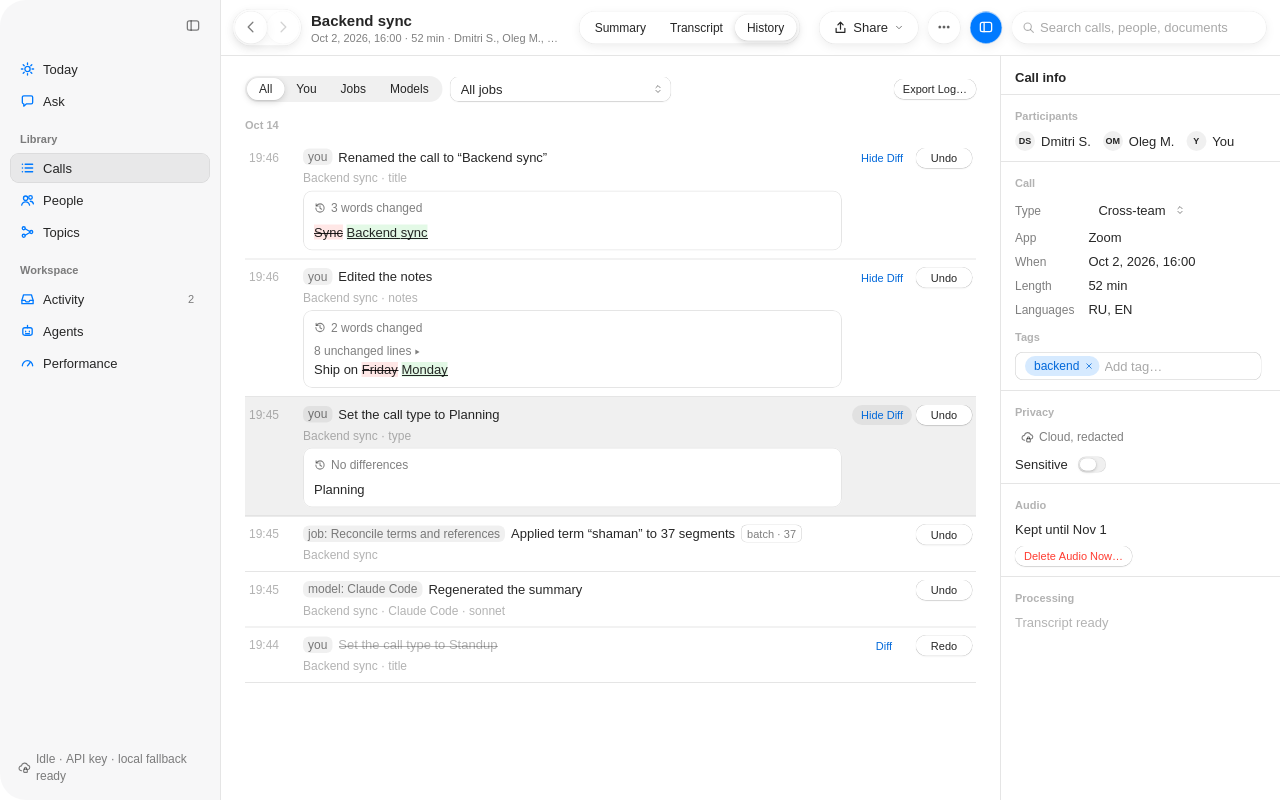 Today
Ask
Library
Calls
People
Topics
Workspace
Activity 2
Agents
Performance
Idle · API key · local fallback
ready
Backend sync
Oct 2, 2026, 16:00 · 52 min · Dmitri S., Oleg M., …
Summary Transcript History
Share
Search calls, people, documents
All You Jobs Models
All jobs
Export Log…
Oct 14
19:46 you Renamed the call to “Backend sync” Hide Diff Undo
Backend sync · title
3 words changed
Sync Backend sync
19:46 you Edited the notes Hide Diff Undo
Backend sync · notes
2 words changed
8 unchanged lines ▸
Ship on Friday Monday
19:45 you Set the call type to Planning Hide Diff Undo
Backend sync · type
No differences
Planning
19:45 job: Reconcile terms and references Applied term “shaman” to 37 segments batch · 37 Undo
Backend sync
19:45 model: Claude Code Regenerated the summary Undo
Backend sync · Claude Code · sonnet
19:44 you Set the call type to Standup Diff Redo
Backend sync · title
Call info
Participants
DS Dmitri S. OM Oleg M. Y You
Call
Type Cross-team
App Zoom
When Oct 2, 2026, 16:00
Length 52 min
Languages RU, EN
Tags
backend × Add tag…
Privacy
Cloud, redacted
Sensitive
Audio
Kept until Nov 1
Delete Audio Now…
Processing
Transcript ready